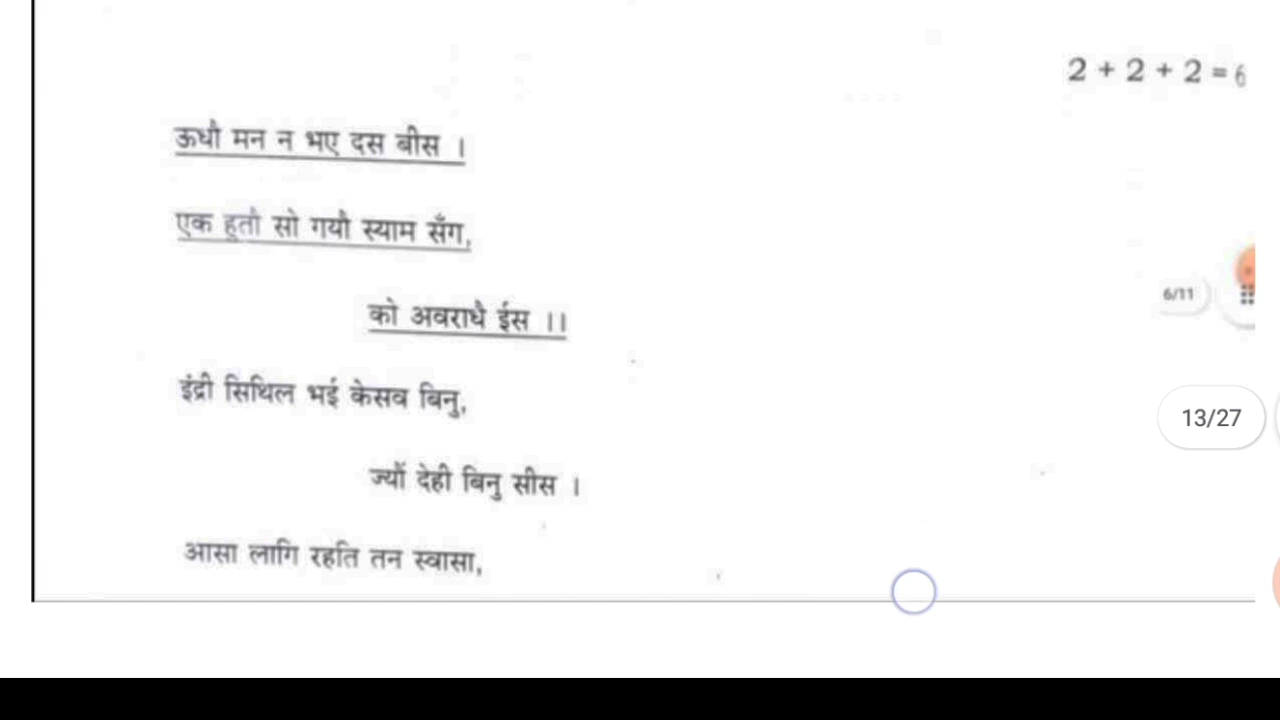 2 + 2 + 2 = 6
ऊधौ मन न भए दस बीस ।
एक हुतौ सो गयौ स्याम सँग,
को अवराधै ईस ।।
6/11
इंद्री सिथिल भई केसव बिनु,
13/27
ज्यौं देही बिनु सीस ।
आसा लागि रहति तन स्वासा,